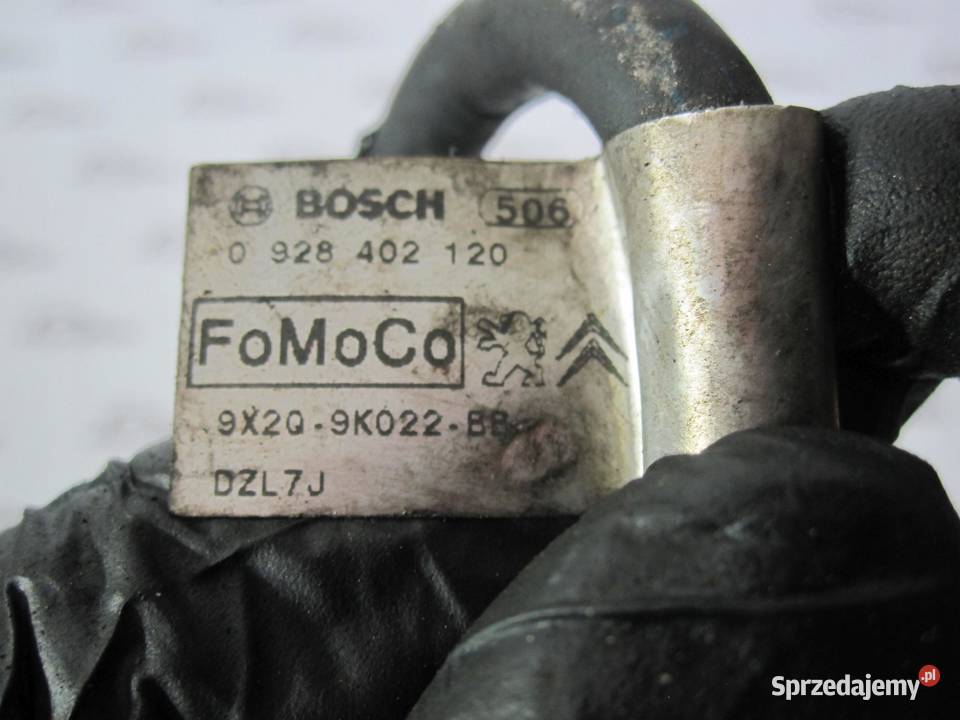 BOSCH 506
0 928 402 120
FoMoCo
9X2Q-9K022-BB
DZL7J
Sprzedajemy.pl